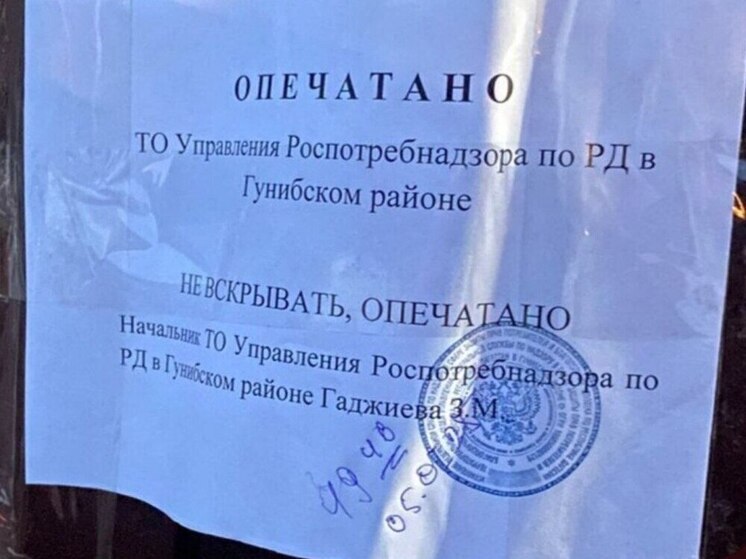 ОПЕЧАТАНО
ТО Управления Роспотребнадзора по РД в
Гунибском районе
НЕ ВСКРЫВАТЬ, ОПЕЧАТАНО
Начальник ТО Управления Роспотребнадзора по
РД в Гунибском районе Гаджиева З.М.